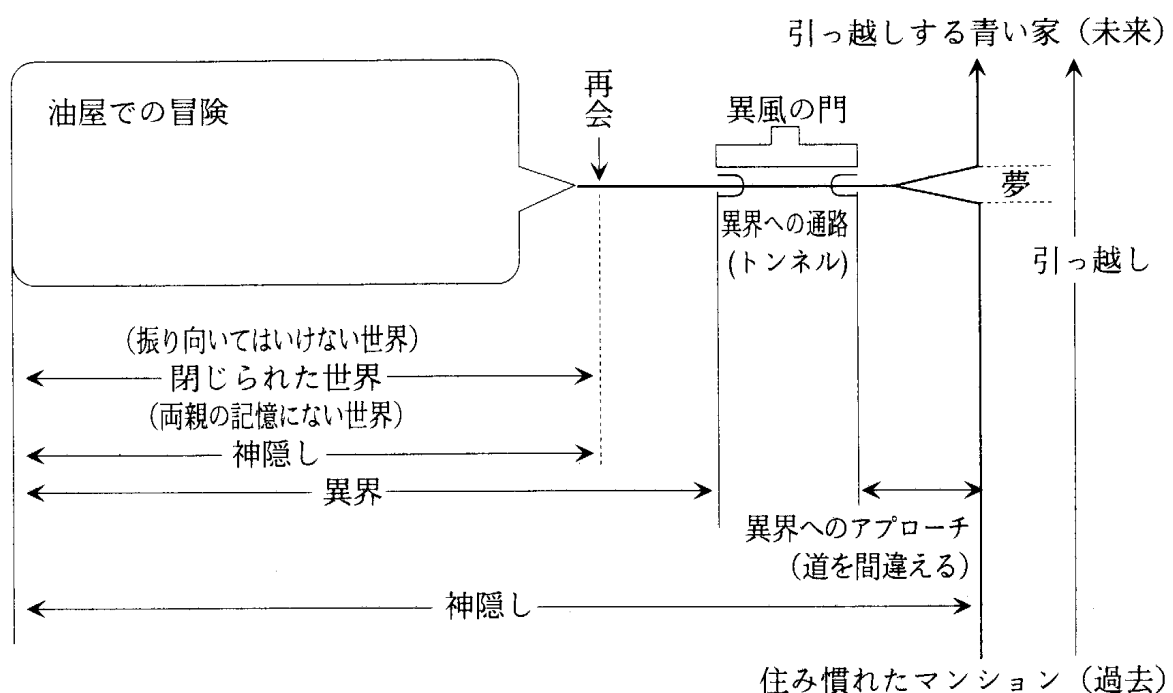 引っ越しする青い家（未来）
油屋での冒険
再会
異風の門
夢
異界への通路
(トンネル)
引っ越し
（振り向いてはいけない世界）
閉じられた世界
（両親の記憶にない世界）
神隠し
異界
異界へのアプローチ
（道を間違える）
神隠し
住み慣れたマンション（過去）